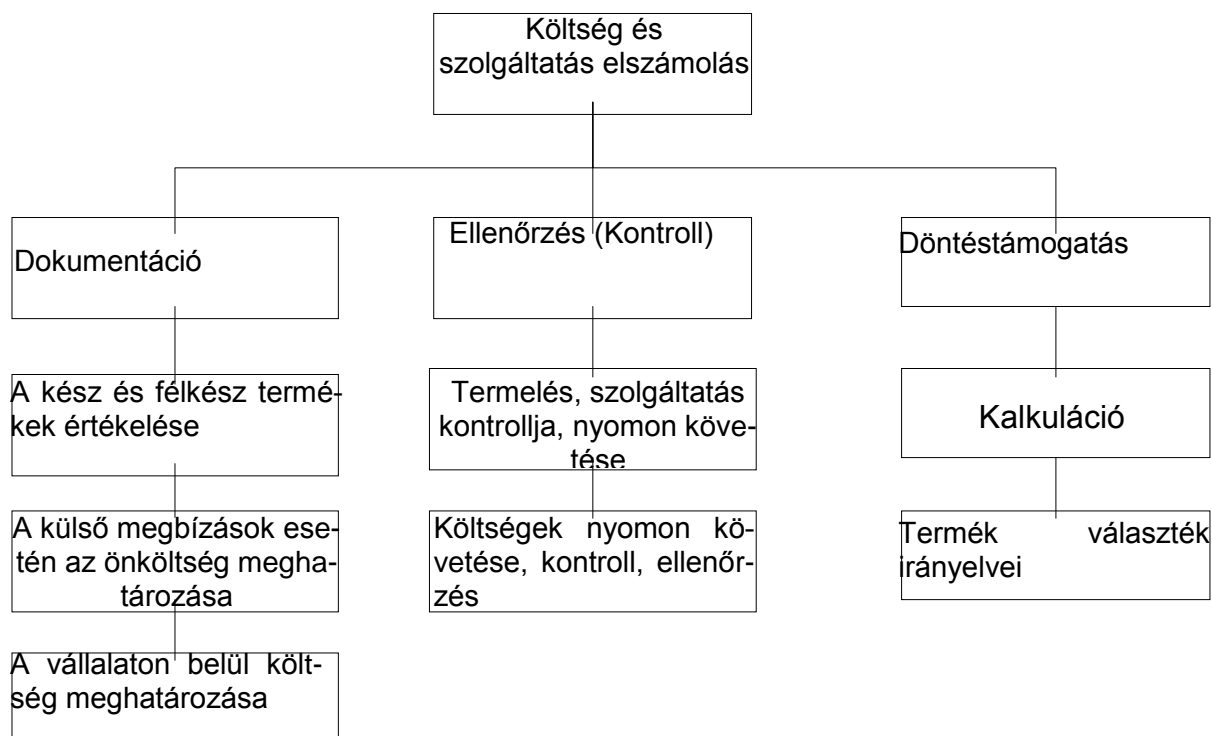 Költség és
szolgáltatás elszámolás
Dokumentáció
Ellenőrzés (Kontroll)
Döntéstámogatás
A kész és félkész termé-
kek értékelése
Termelés, szolgáltatás
kontrollja, nyomonköve-
tése
Kalkuláció
A külső megbízások ese-
tén az önköltség megha-
tározása
Költségek nyomon kö-
vetése, kontroll, ellenőr-
zés
Termék választék
irányelvei
A vállalaton belül költ-
ség meghatározása